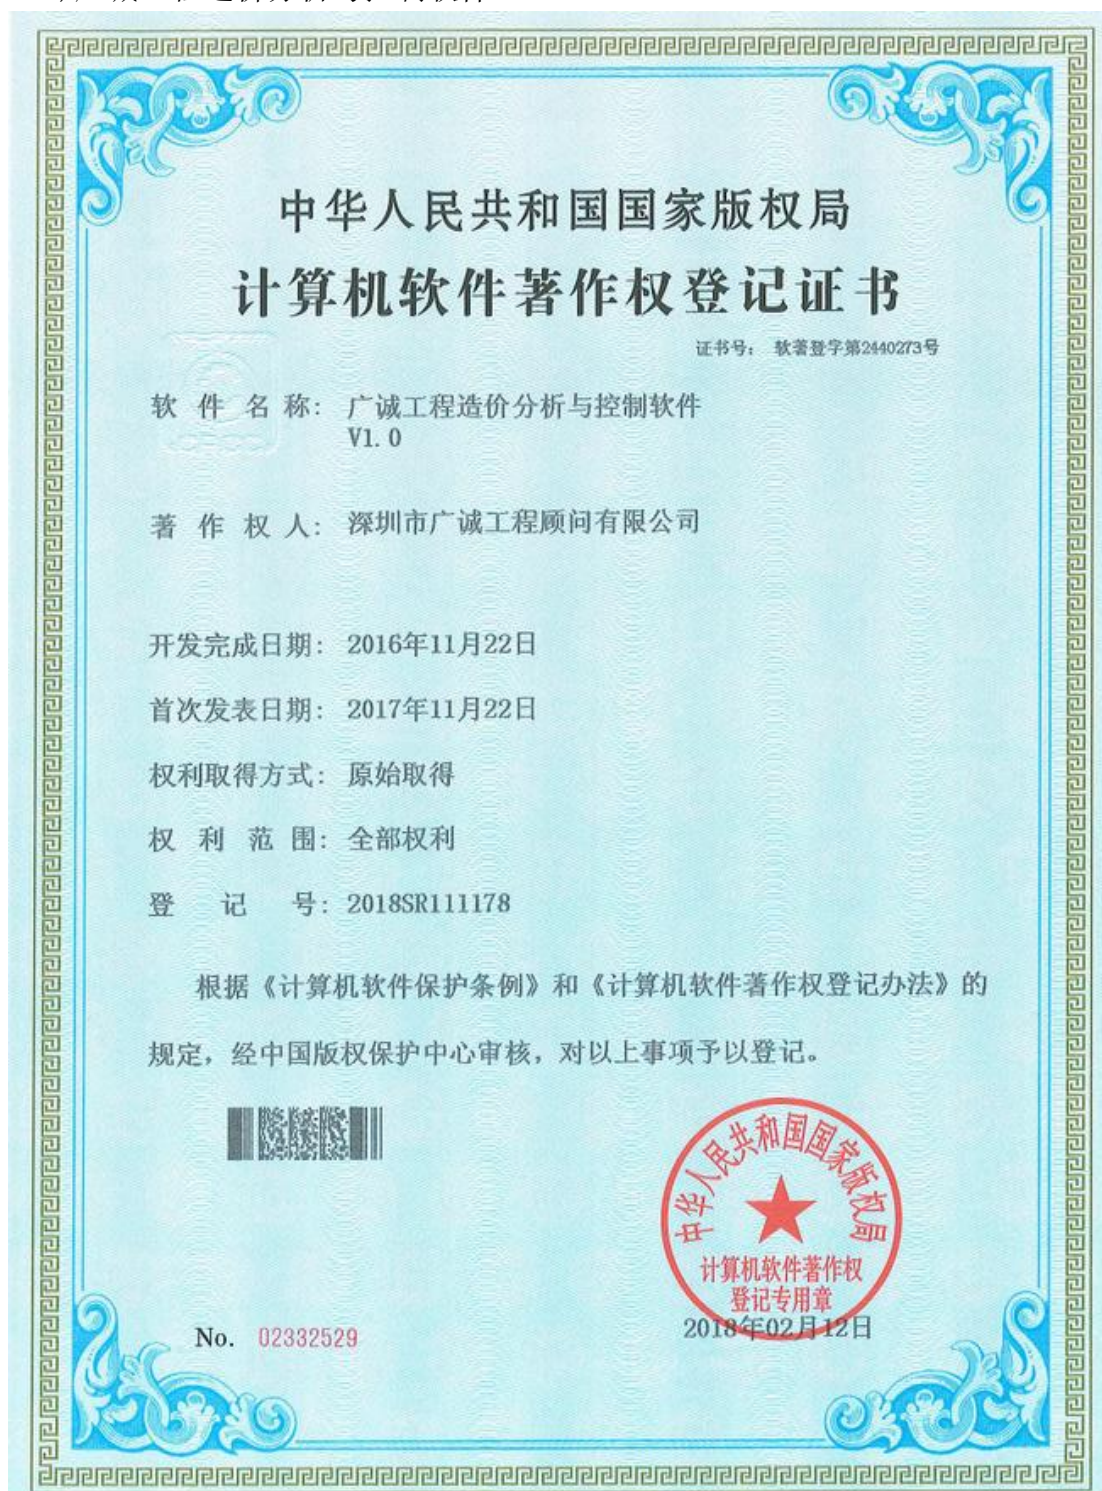 中华人民共和国国家版权局
计算机软件著作权登记证书
证书号： 软著登字第2440273号
软件名称： 广诚工程造价分析与控制软件
V1.0
著作权人： 深圳市广诚工程顾问有限公司
开发完成日期： 2016年11月22日
首次发表日期： 2017年11月22日
权利取得方式： 原始取得
权利范围： 全部权利
登记号： 2018SR111178
根据《计算机软件保护条例》和《计算机软件著作权登记办法》的
规定，经中国版权保护中心审核，对以上事项予以登记。
中华人民共和国国家版权局
计算机软件著作权
登记专用章
No. 02332529
2018年02月12日